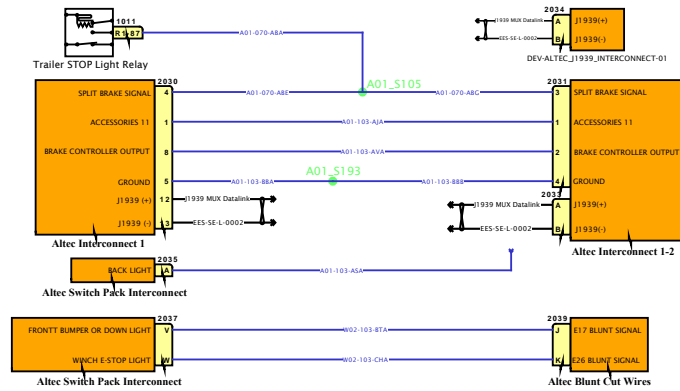 1011
R1-87
A01-070-ABA
Trailer STOP Light Relay
2034
J1939 MUX Datalink
A
J1939(+)
EES-SE-L-0002
B
J1939(-)
DEV-ALTEC_J1939_INTERCONNECT-01
A01_S105
2030
2031
SPLIT BRAKE SIGNAL
4
A01-070-ABE
A01-070-ABG
3
SPLIT BRAKE SIGNAL
ACCESSORIES 11
1
A01-103-AJA
1
ACCESSORIES 11
BRAKE CONTROLLER OUTPUT
8
A01-103-AVA
2
BRAKE CONTROLLER OUTPUT
A01_S193
GROUND
5
A01-103-BBA
A01-103-BBB
4
GROUND
2033
J1939 (+)
12
J1939 MUX Datalink
J1939 MUX Datalink
A
J1939(+)
J1939 (-)
13
EES-SE-L-0002
EES-SE-L-0002
B
J1939(-)
Altec Interconnect 1
Altec Interconnect 1-2
2035
BACK LIGHT
A
A01-103-ASA
Altec Switch Pack Interconnect
2037
2039
FRONTT BUMPER OR DOWN LIGHT
V
W02-103-BTA
J
E17 BLUNT SIGNAL
WINCH E-STOP LIGHT
W
W02-103-CHA
K
E26 BLUNT SIGNAL
Altec Switch Pack Interconnect
Altec Blunt Cut Wires